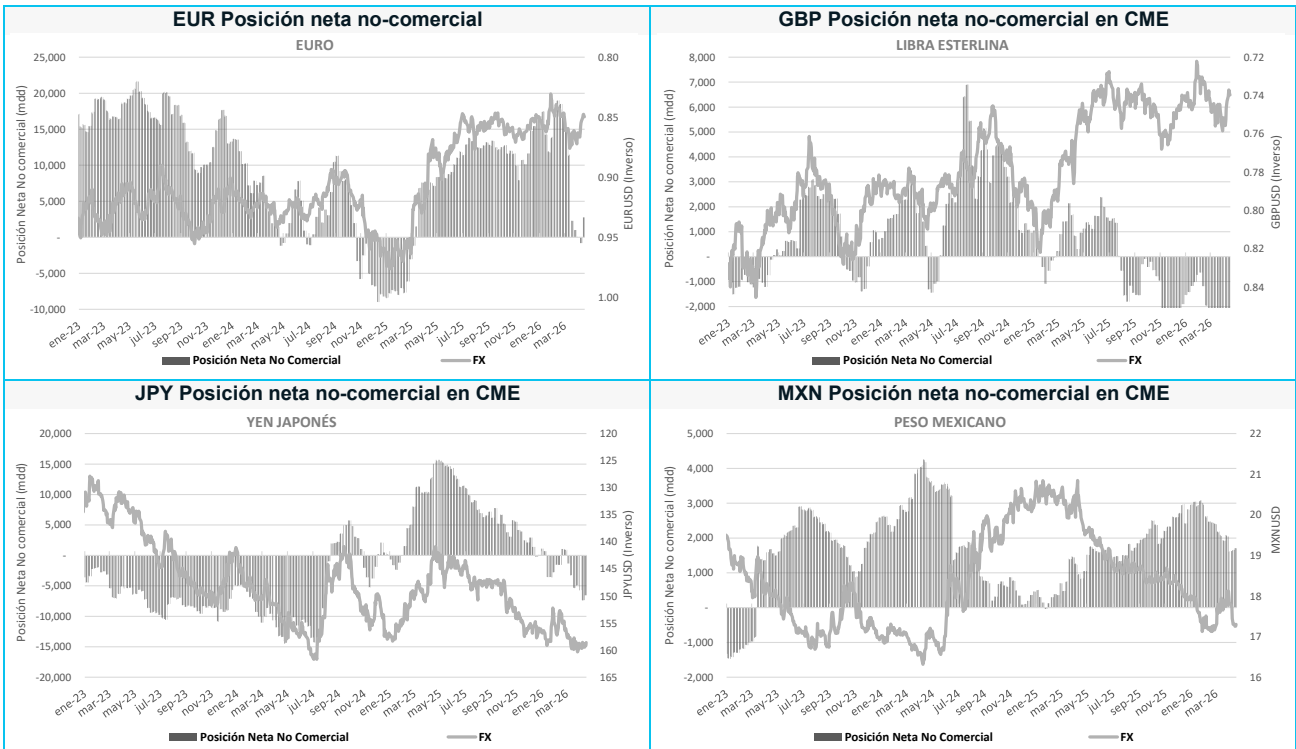 EUR Posición neta no-comercial
EURO
Posición Neta No Comercial (mdd)
25,000
20,000
15,000
10,000
5,000
-
-5,000
-10,000
0.80
0.85
0.90
0.95
1.00
EURUSD (Inverso)
ene-23 mar-23 may-23 jul-23 sep-23 nov-23 ene-24 mar-24 may-24 jul-24 sep-24 nov-24 ene-25 mar-25 may-25 jul-25 sep-25 nov-25 ene-26 mar-26
Posición Neta No Comercial FX
GBP Posición neta no-comercial en CME
LIBRA ESTERLINA
Posición Neta No Comercial (mdd)
8,000
7,000
6,000
5,000
4,000
3,000
2,000
1,000
-
-1,000
-2,000
0.72
0.74
0.76
0.78
0.80
0.82
0.84
GBPUSD (Inverso)
ene-23 mar-23 may-23 jul-23 sep-23 nov-23 ene-24 mar-24 may-24 jul-24 sep-24 nov-24 ene-25 mar-25 may-25 jul-25 sep-25 nov-25 ene-26 mar-26
Posición Neta No Comercial FX
JPY Posición neta no-comercial en CME
YEN JAPONÉS
Posición Neta No comercial (mdd)
20,000
15,000
10,000
5,000
-
-5,000
-10,000
-15,000
-20,000
120
125
130
135
140
145
150
155
160
165
JPYUSD (Inverso)
ene-23 mar-23 may-23 jul-23 sep-23 nov-23 ene-24 mar-24 may-24 jul-24 sep-24 nov-24 ene-25 mar-25 may-25 jul-25 sep-25 nov-25 ene-26 mar-26
Posición Neta No Comercial FX
MXN Posición neta no-comercial en CME
PESO MEXICANO
Posición Neta No Comercial (mdd)
5,000
4,000
3,000
2,000
1,000
-
-1,000
-2,000
22
21
20
19
18
17
16
MXNUSD
ene-23 mar-23 may-23 jul-23 sep-23 nov-23 ene-24 mar-24 may-24 jul-24 sep-24 nov-24 ene-25 mar-25 may-25 jul-25 sep-25 nov-25 ene-26 mar-26
Posición Neta No Comercial FX